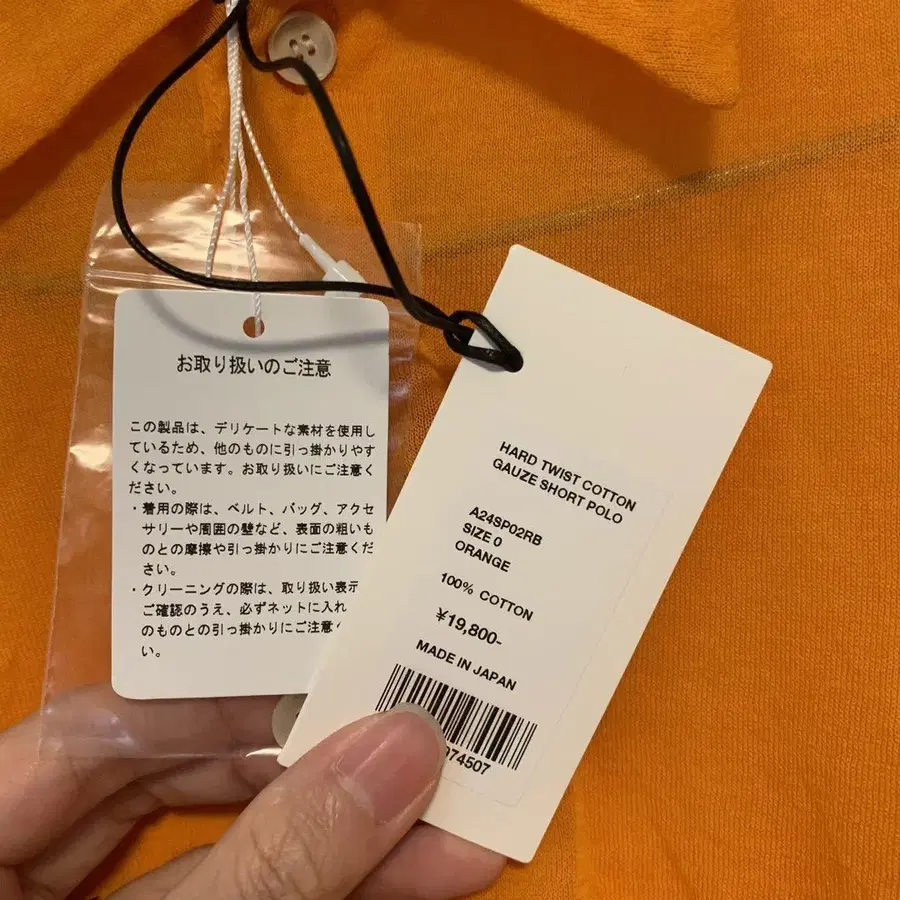 お取り扱いのご注意
この製品は、デリケートな素材を使用し
ているため、他のものに引っ掛かりやす
くなっています。お取り扱いにご注意く
ださい。
・着用の際は、ベルト、バッグ、アクセ
サリーや周囲の壁など、表面の粗いも
のとの摩擦や引っ掛かりにご注意くだ
さい。
・クリーニングの際は、取り扱い表示
ご確認のうえ、必ずネットに入れ
のものとの引っ掛かりにご注意く
い。
HARD TWIST COTTON
GAUZE SHORT POLO
A24SP02RB
SIZE 0
ORANGE
100% COTTON
¥19,800-
MADE IN JAPAN
074507